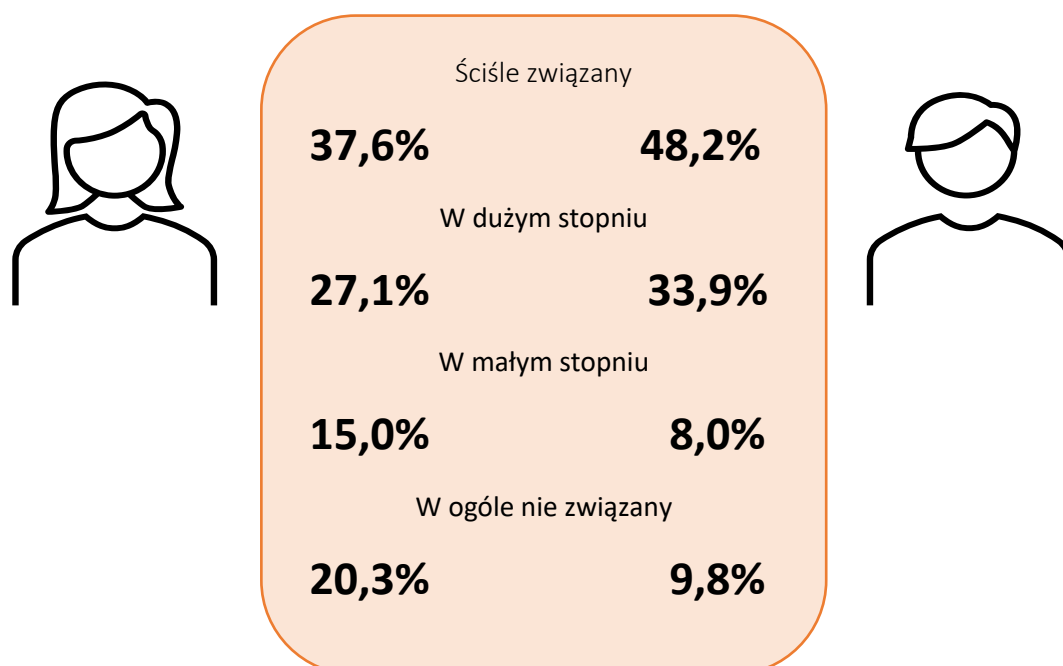 Ściśle związany
37,6% 48,2%
W dużym stopniu
27,1% 33,9%
W małym stopniu
15,0% 8,0%
W ogóle nie związany
20,3% 9,8%